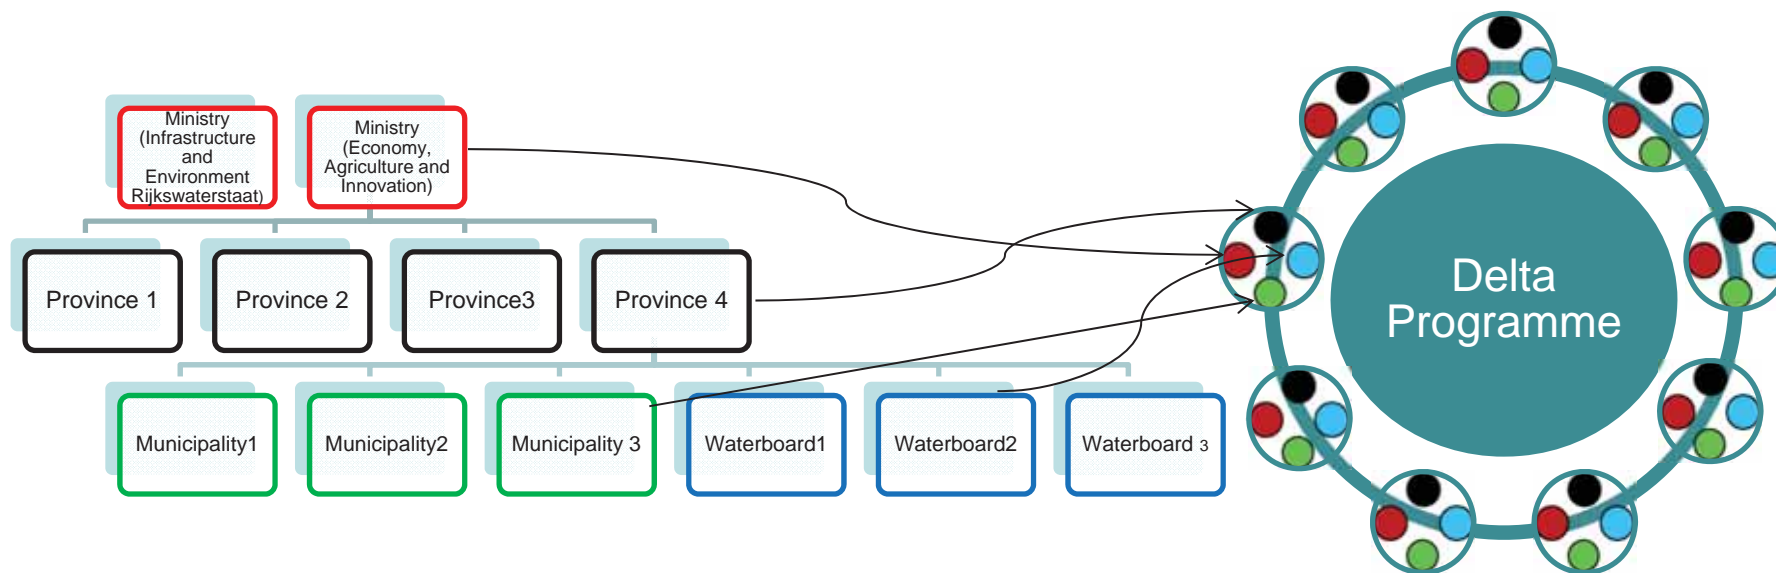 Ministry
(Infrastructure
and
Environment
Rijkswaterstaat)
Ministry
(Economy,
Agriculture and
Innovation)
Province 1
Province 2
Province3
Province 4
Municipality1
Municipality2
Municipality 3
Waterboard1
Waterboard2
Waterboard 3
Delta
Programme